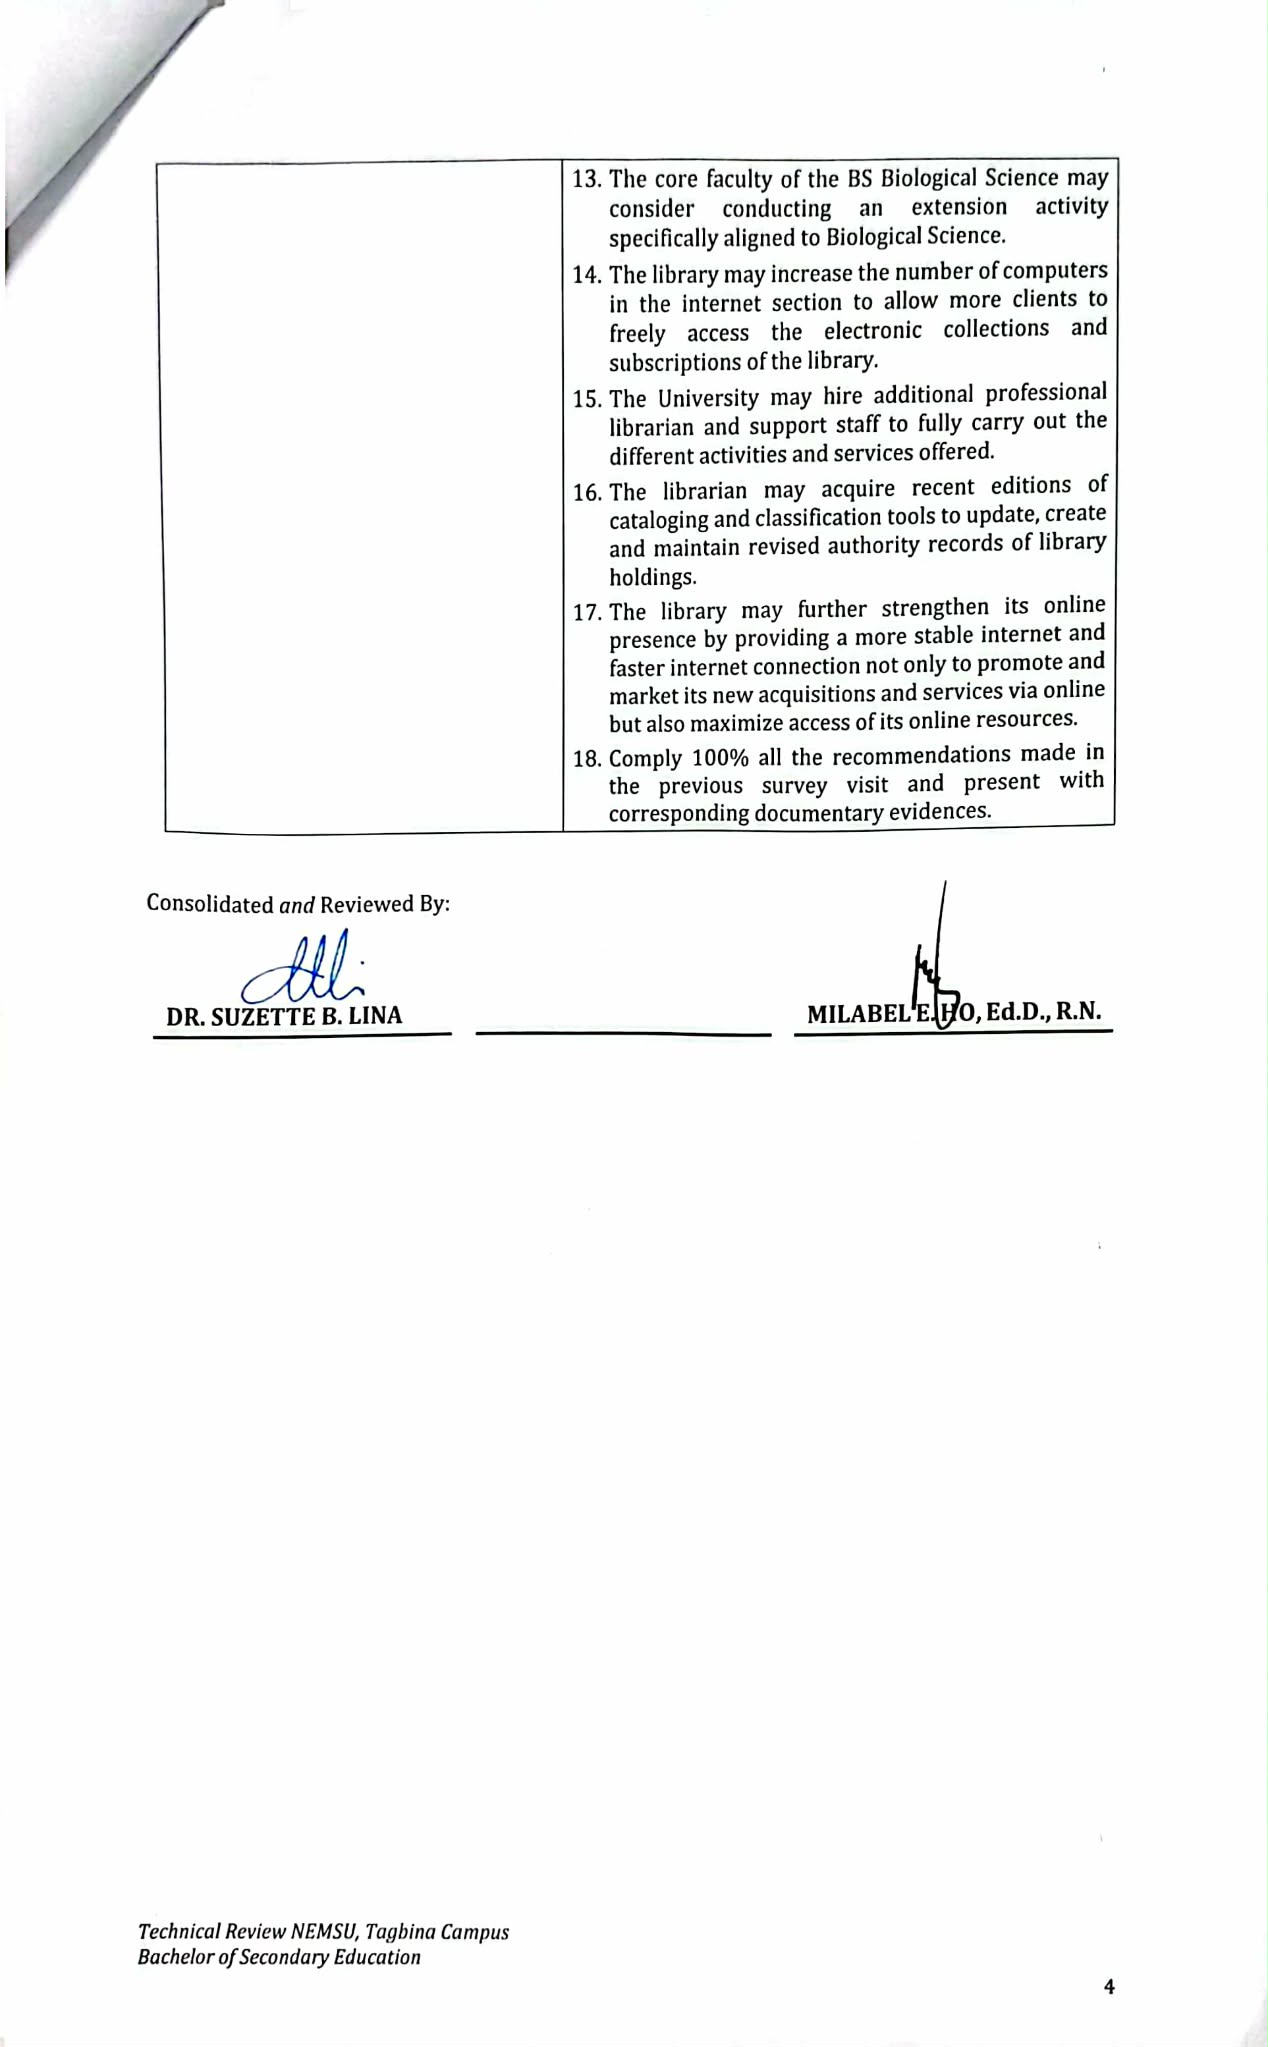 13. The core faculty of the BS Biological Science may
consider conducting an extension activity
specifically aligned to Biological Science.
14. The library may increase the number of computers
in the internet section to allow more clients to
freely access the electronic collections and
subscriptions of the library.
15. The University may hire additional professional
librarian and support staff to fully carry out the
different activities and services offered.
16. The librarian may acquire recent editions of
cataloging and classification tools to update, create
and maintain revised authority records of library
holdings.
17. The library may further strengthen its online
presence by providing a more stable internet and
faster internet connection not only to promote and
market its new acquisitions and services via online
but also maximize access of its online resources.
18. Comply 100% all the recommendations made in
the previous survey visit and present with
corresponding documentary evidences.
Consolidated and Reviewed By:
DR. SUZETTE B. LINA
MILABEL E. HO, Ed.D., R.N.
Technical Review NEMSU, Tagbina Campus
Bachelor of Secondary Education
4